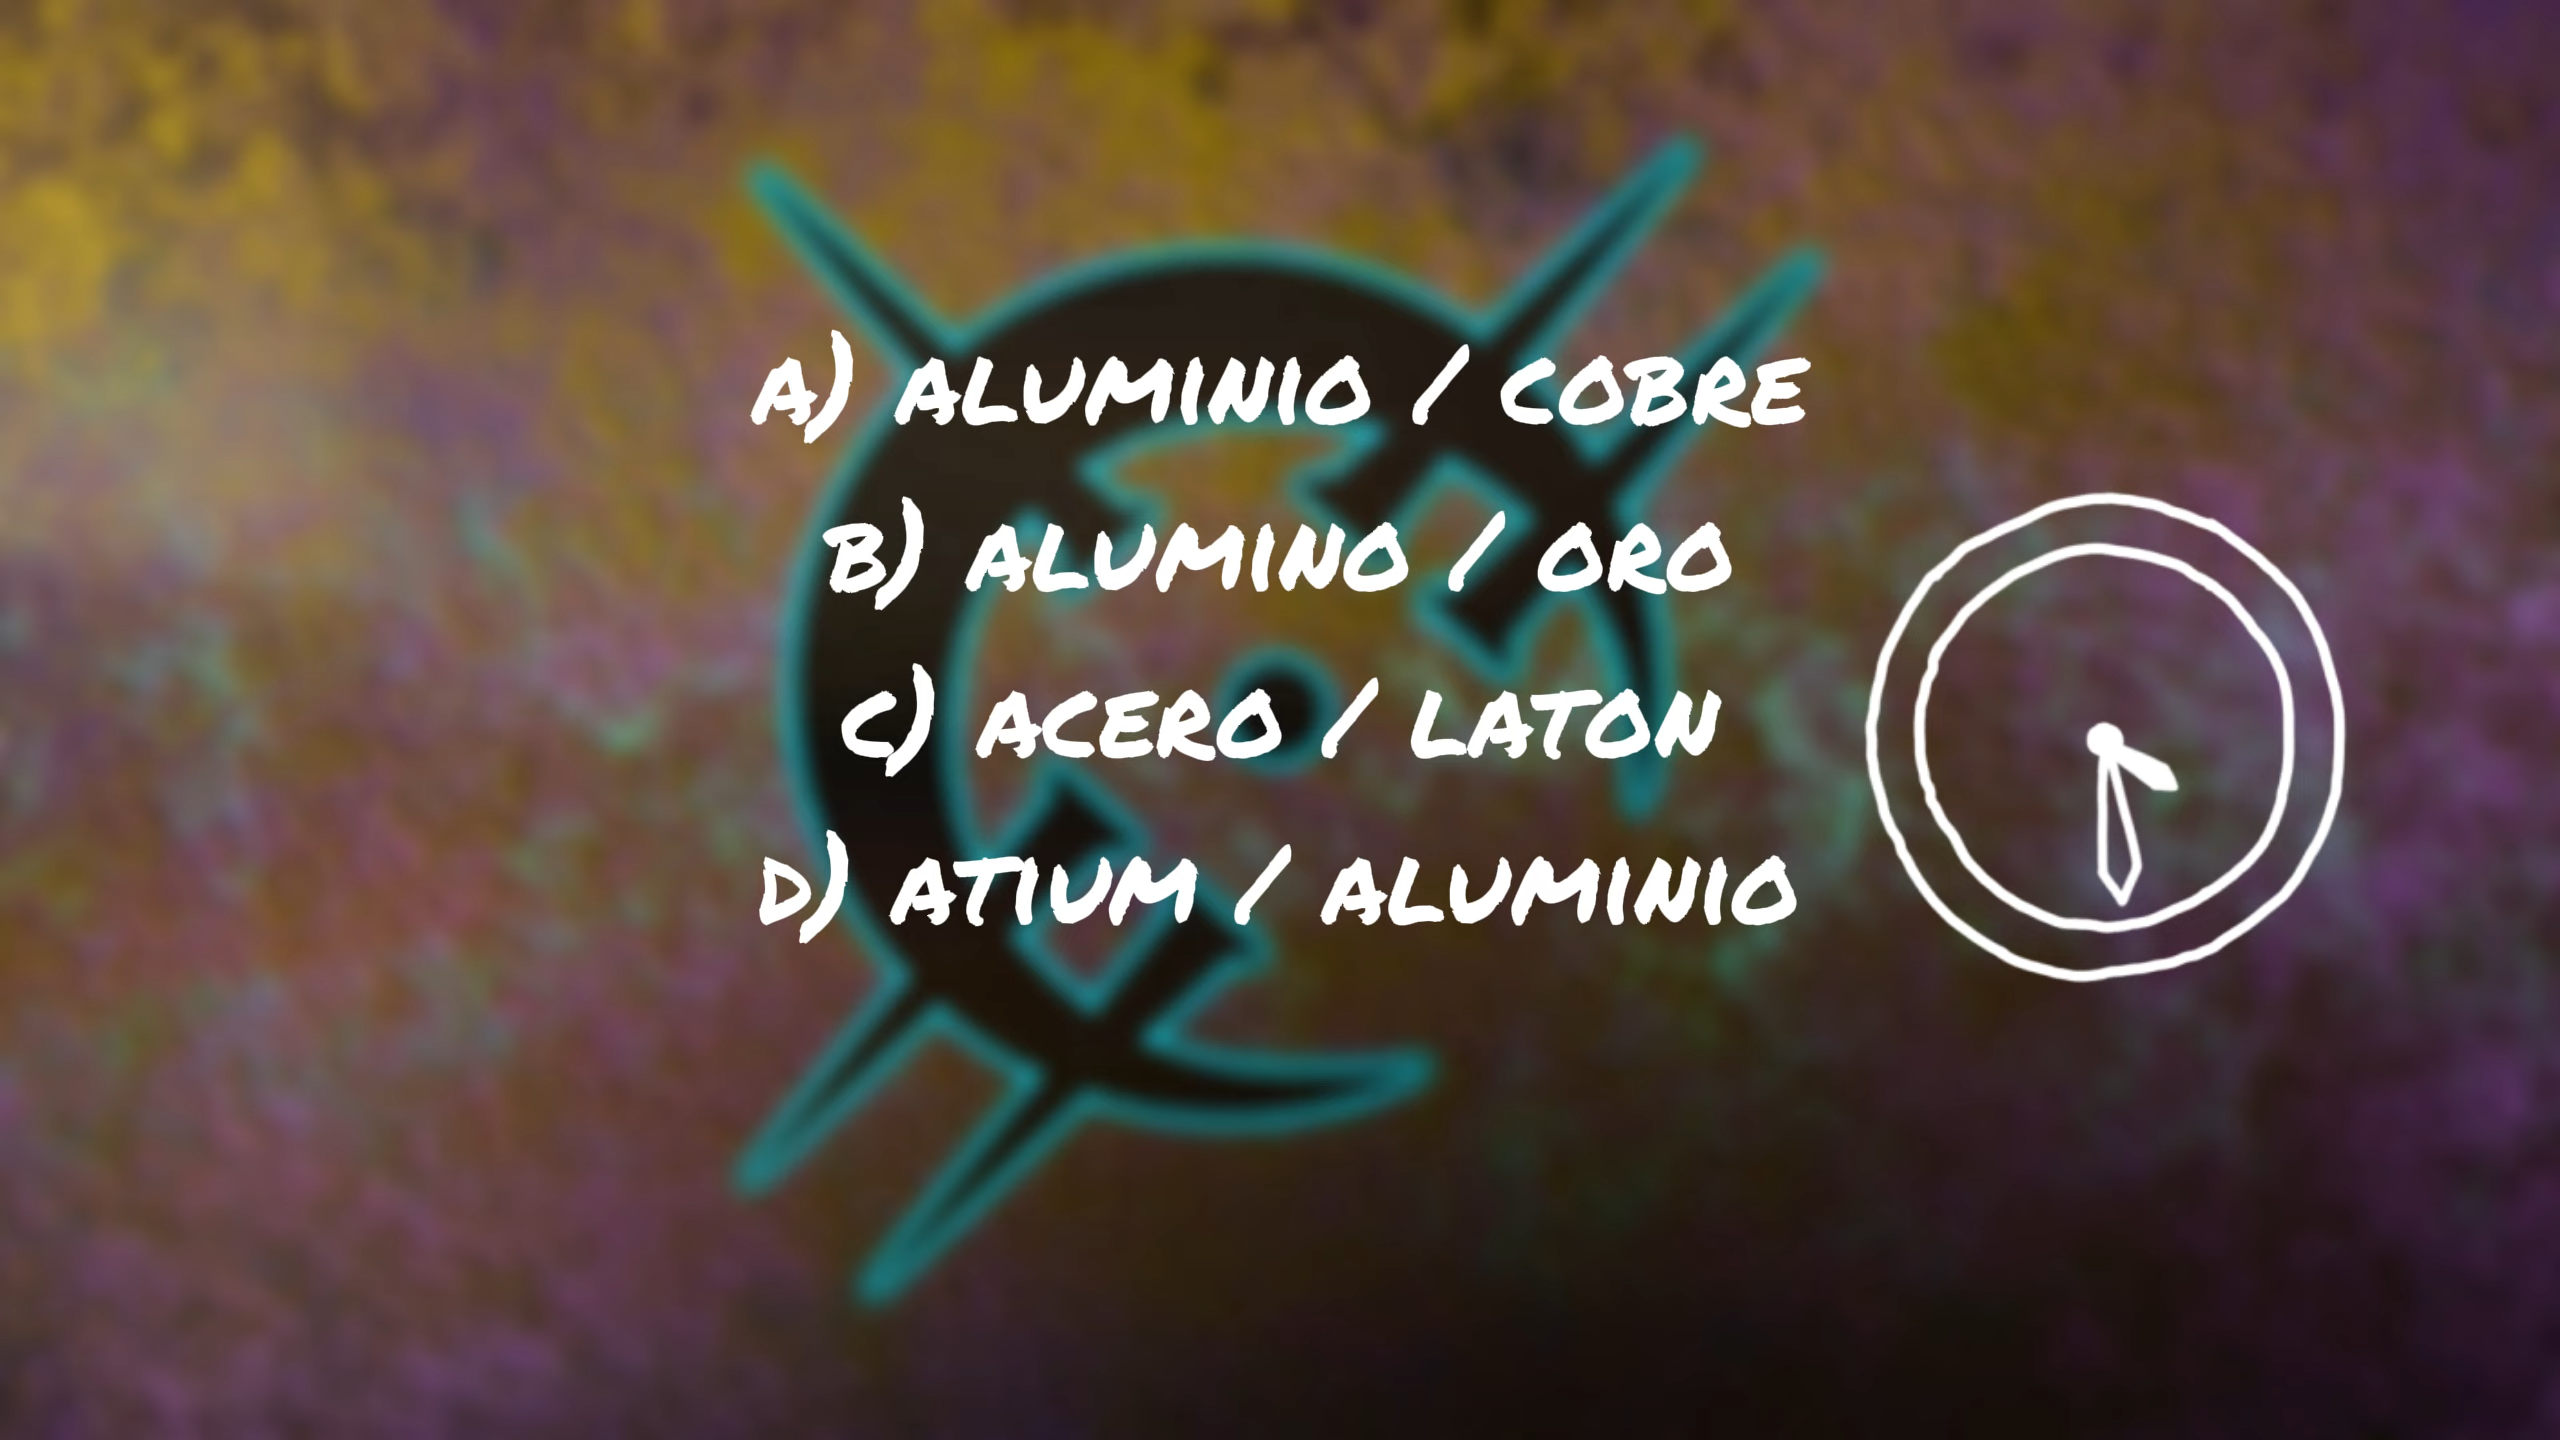 A) ALUMINIO / COBRE
B) ALUMINO / ORO
C) ACERO / LATON
D) ATIUM / ALUMINIO